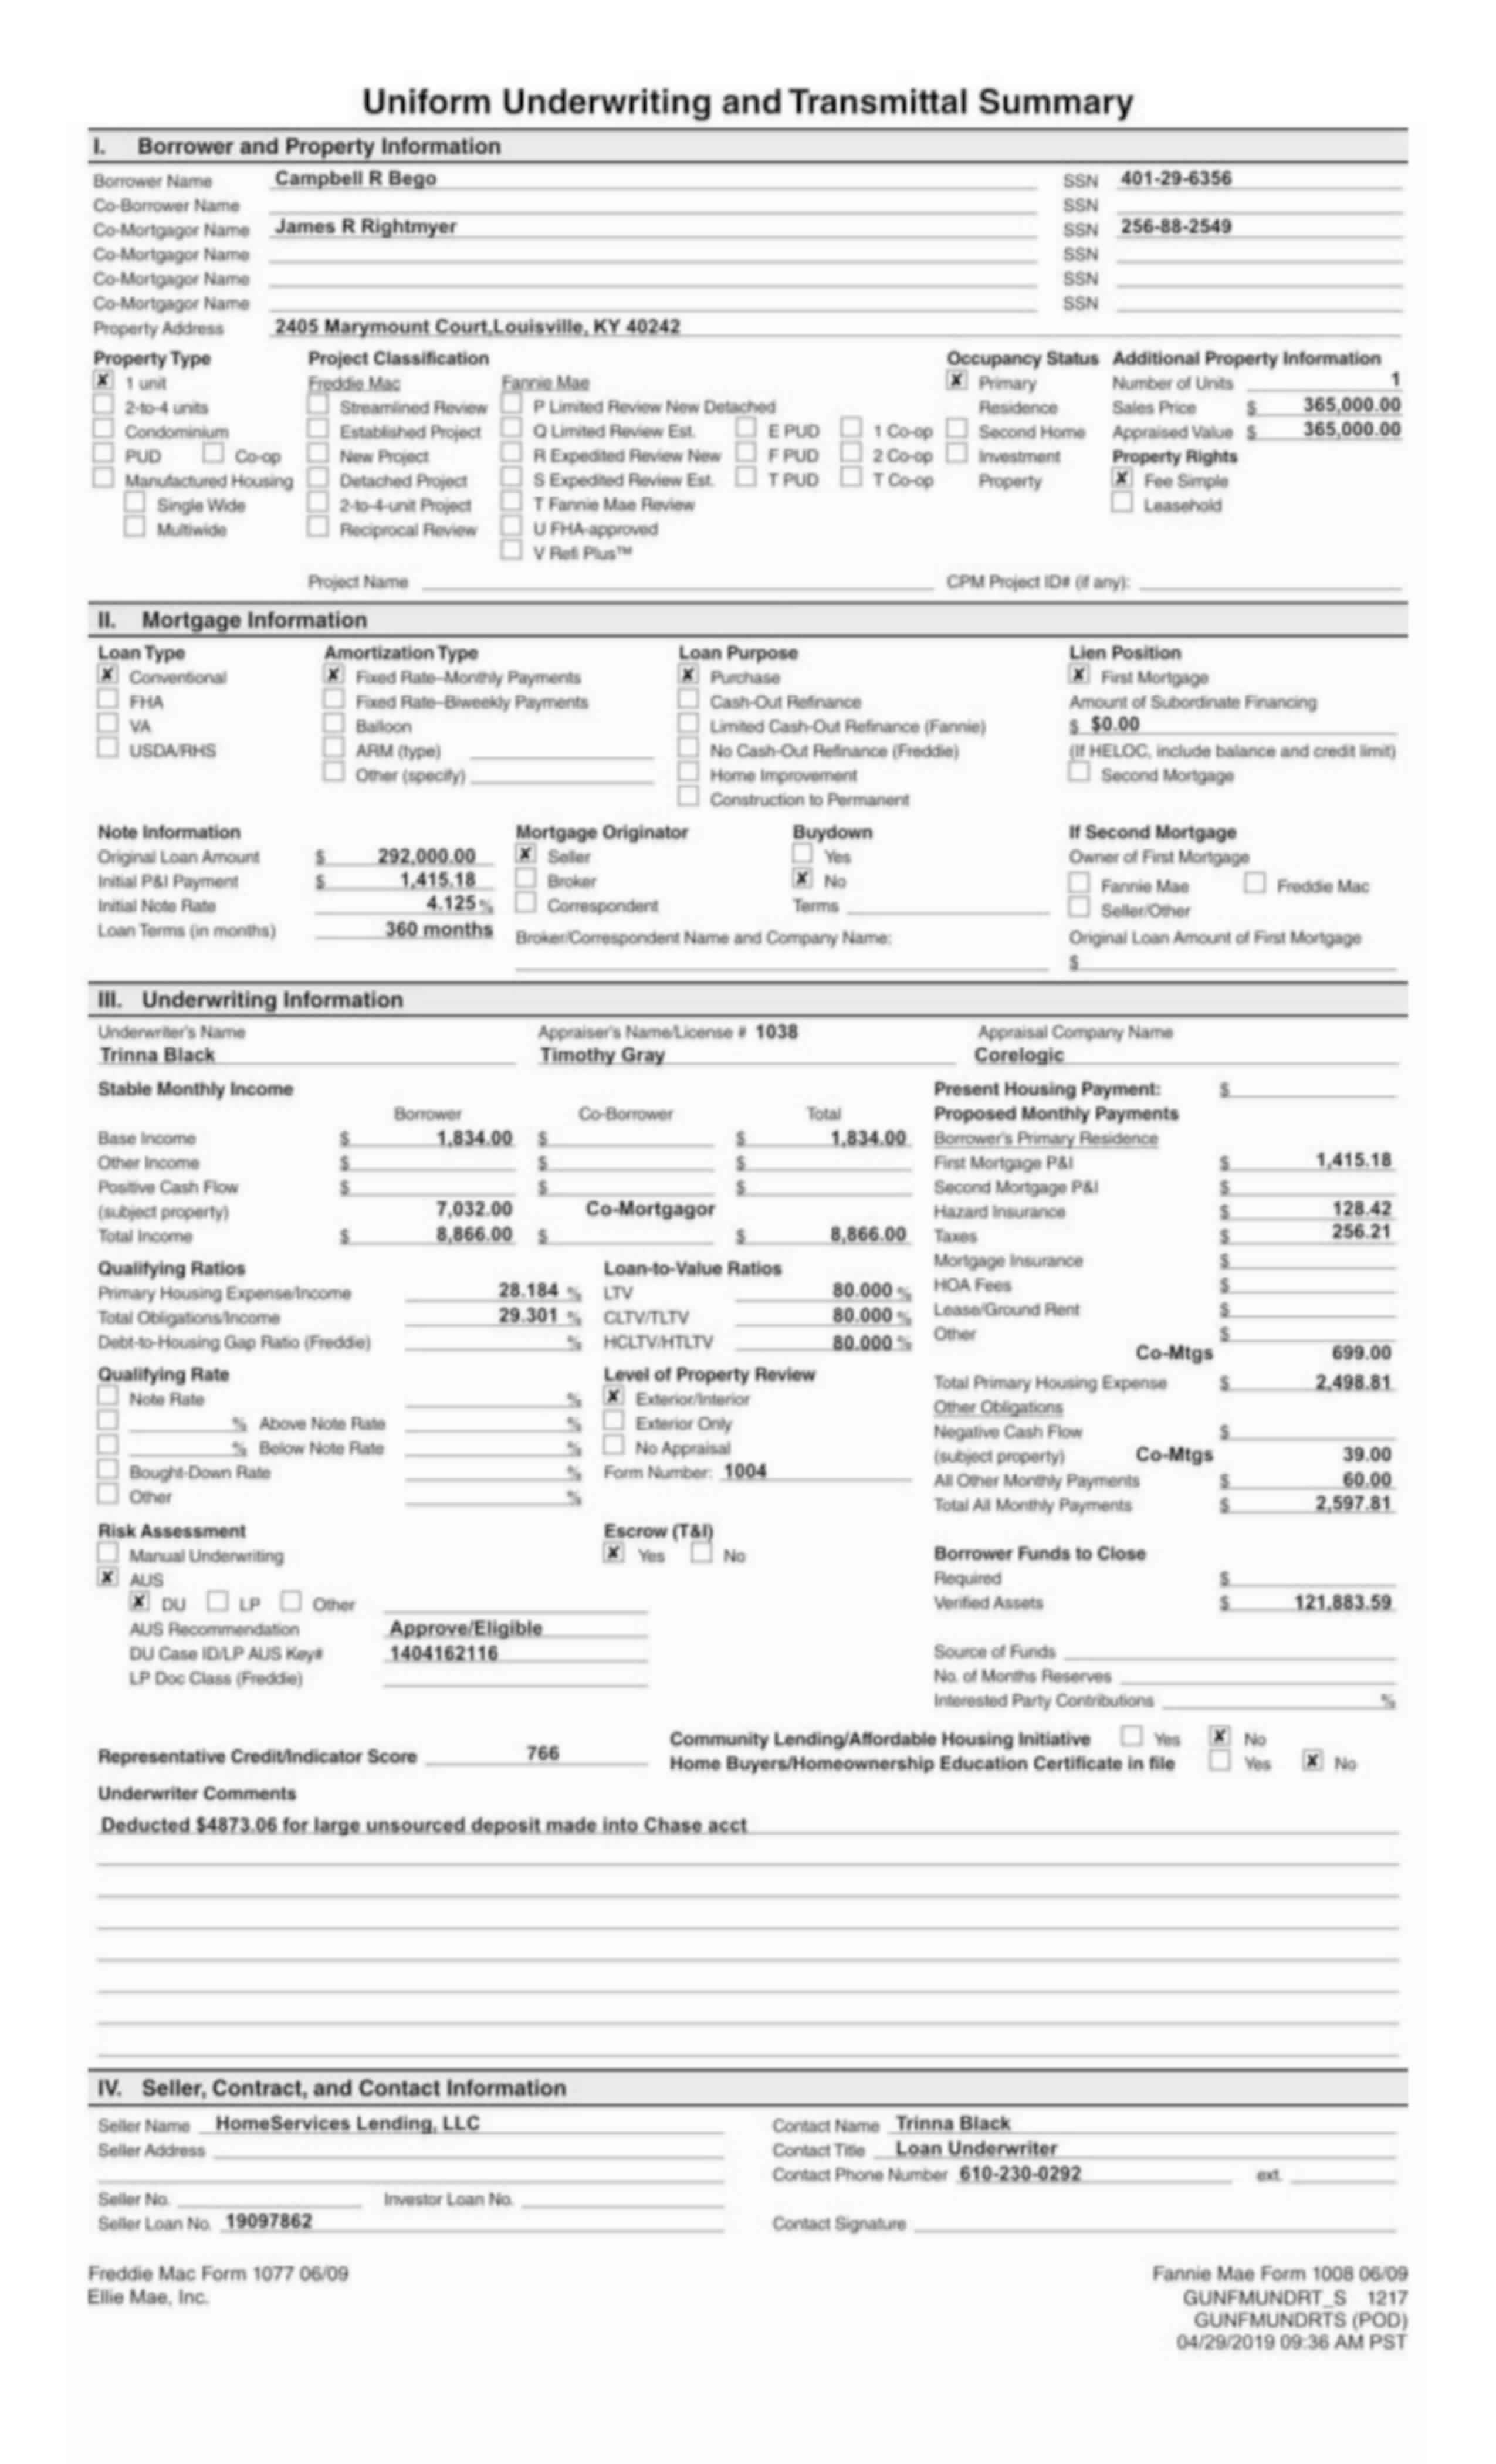 Uniform Underwriting and Transmittal Summary
I. Borrower and Property Information
Borrower Name Campbell R Bego SSN 401-29-6356
Co-Borrower Name SSN
Co-Mortgagor Name James R Rightmyer SSN 256-88-2549
Co-Mortgagor Name SSN
Co-Mortgagor Name SSN
Co-Mortgagor Name SSN
Property Address 2405 Marymount Court,Louisville, KY 40242
Property Type Project Classification Occupancy Status Additional Property Information
X 1 unit Freddie Mac Fannie Mae X Primary Number of Units 1
2-to-4 units Streamlined Review P Limited Review New Detached Residence Sales Price $ 365,000.00
Condominium Established Project Q Limited Review Est. E PUD 1 Co-op Second Home Appraised Value $ 365,000.00
PUD Co-op New Project R Expedited Review New F PUD 2 Co-op Investment Property Rights
Manufactured Housing Detached Project S Expedited Review Est. T PUD T Co-op Property X Fee Simple
Single Wide 2-to-4-unit Project T Fannie Mae Review Leasehold
Multiwide Reciprocal Review U FHA-approved
V Refi Plus™
Project Name CPM Project ID# (if any):
II. Mortgage Information
Loan Type Amortization Type Loan Purpose Lien Position
X Conventional X Fixed Rate–Monthly Payments X Purchase X First Mortgage
FHA Fixed Rate–Biweekly Payments Cash-Out Refinance Amount of Subordinate Financing
VA Balloon Limited Cash-Out Refinance (Fannie) $ $0.00
USDA/RHS ARM (type) No Cash-Out Refinance (Freddie) (If HELOC, include balance and credit limit)
Other (specify) Home Improvement Second Mortgage
Construction to Permanent
Note Information Mortgage Originator Buydown If Second Mortgage
Original Loan Amount $ 292,000.00 X Seller Yes Owner of First Mortgage
Initial P&I Payment $ 1,415.18 Broker X No Fannie Mae Freddie Mac
Initial Note Rate 4.125 % Correspondent Terms Seller/Other
Loan Terms (in months) 360 months Broker/Correspondent Name and Company Name: Original Loan Amount of First Mortgage
$
III. Underwriting Information
Underwriter's Name Appraiser's Name/License # 1038 Appraisal Company Name
Trinna Black Timothy Gray Corelogic
Stable Monthly Income Present Housing Payment: $
Borrower Co-Borrower Total Proposed Monthly Payments
Base Income $ 1,834.00 $ $ 1,834.00 Borrower's Primary Residence
Other Income $ $ $ First Mortgage P&I $ 1,415.18
Positive Cash Flow $ $ $ Second Mortgage P&I $
(subject property) 7,032.00 Co-Mortgagor Hazard Insurance $ 128.42
Total Income $ 8,866.00 $ $ 8,866.00 Taxes $ 256.21
Qualifying Ratios Loan-to-Value Ratios Mortgage Insurance $
Primary Housing Expense/Income 28.184 % LTV 80.000 % HOA Fees $
Total Obligations/Income 29.301 % CLTV/TLTV 80.000 % Lease/Ground Rent $
Debt-to-Housing Gap Ratio (Freddie) % HCLTV/HTLTV 80.000 % Other $
Co-Mtgs 699.00
Qualifying Rate Level of Property Review Total Primary Housing Expense $ 2,498.81
Note Rate % X Exterior/Interior Other Obligations
% Above Note Rate % Exterior Only Negative Cash Flow $
% Below Note Rate % No Appraisal (subject property) Co-Mtgs 39.00
Bought-Down Rate % Form Number: 1004 All Other Monthly Payments $ 60.00
Other % Total All Monthly Payments $ 2,597.81
Risk Assessment Escrow (T&I)
Manual Underwriting X Yes No Borrower Funds to Close
X AUS Required $
X DU LP Other Verified Assets $ 121,883.59
AUS Recommendation Approve/Eligible
DU Case ID/LP AUS Key# 1404162116 Source of Funds
LP Doc Class (Freddie) No. of Months Reserves
Interested Party Contributions %
Community Lending/Affordable Housing Initiative Yes X No
Representative Credit/Indicator Score 766 Home Buyers/Homeownership Education Certificate in file Yes X No
Underwriter Comments
Deducted $4873.06 for large unsourced deposit made into Chase acct
IV. Seller, Contract, and Contact Information
Seller Name HomeServices Lending, LLC Contact Name Trinna Black
Seller Address Contact Title Loan Underwriter
Contact Phone Number 610-230-0292 ext.
Seller No. Investor Loan No.
Seller Loan No. 19097862 Contact Signature
Freddie Mac Form 1077 06/09 Fannie Mae Form 1008 06/09
Ellie Mae, Inc. GUNFMUNDRT_S 1217
GUNFMUNDRTS (POD)
04/29/2019 09:36 AM PST